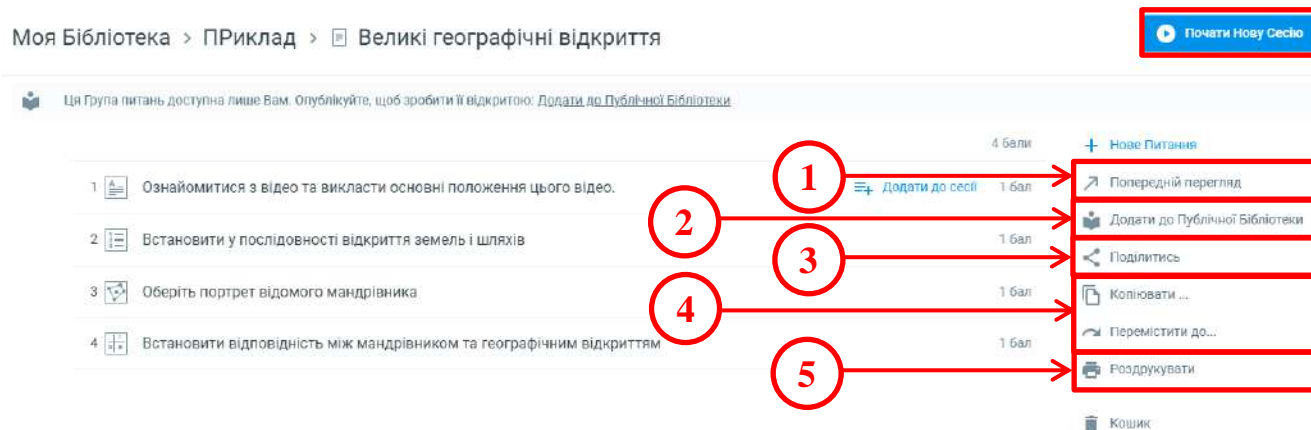 Моя Бібліотека > ПРиклад > Великі географічні відкриття
Почати Нову Сесію
Ця Група питань доступна лише Вам. Опублікуйте, щоб зробити її відкритою: Додати до Публічної Бібліотеки
4 бали
+ Нове Питання
1 Ознайомитися з відео та викласти основні положення цього відео.
Додати до сесії 1 бал
1
Попередній перегляд
2
Додати до Публічної Бібліотеки
2 Встановити у послідовності відкриття земель і шляхів
1 бал
3
Поділитись
3 Оберіть портрет відомого мандрівника
1 бал
4
Копіювати ...
Перемістити до...
4 Встановити відповідність між мандрівником та географічним відкриттям
1 бал
5
Роздрукувати
Кошик